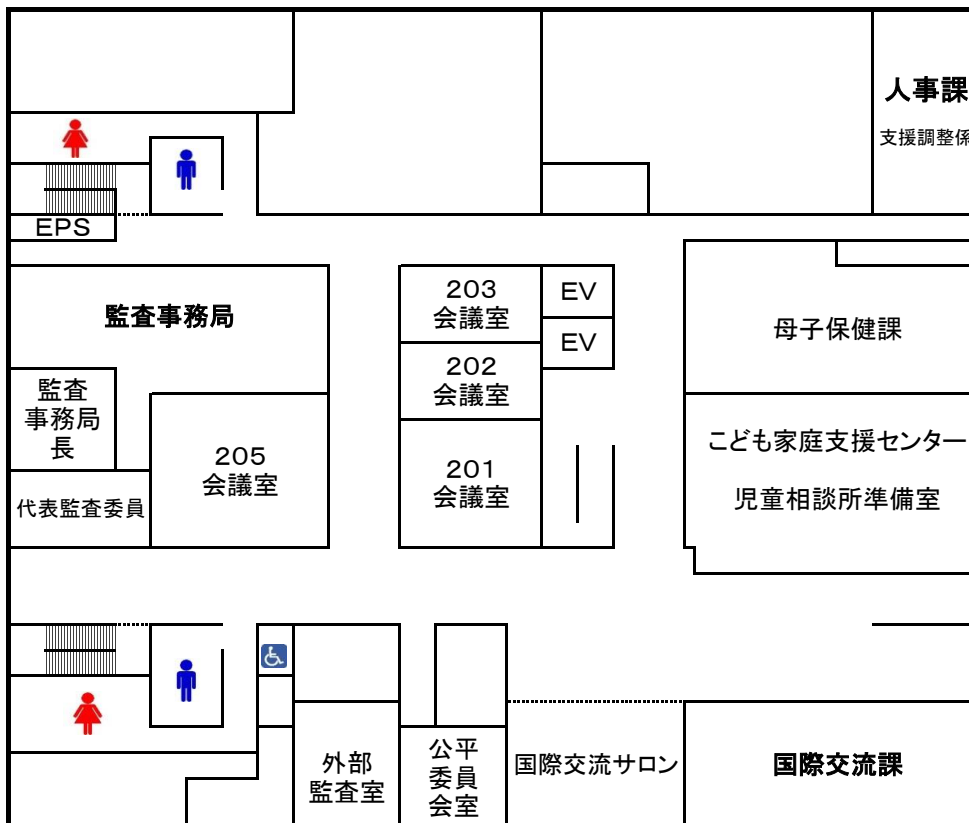 人事課
支援調整係
EPS
監査事務局
203
会議室
EV
EV
母子保健課
202
会議室
監査
事務局
長
205
会議室
201
会議室
こども家庭支援センター
児童相談所準備室
代表監査委員
外部
監査室
公平
委員
会室
国際交流サロン
国際交流課